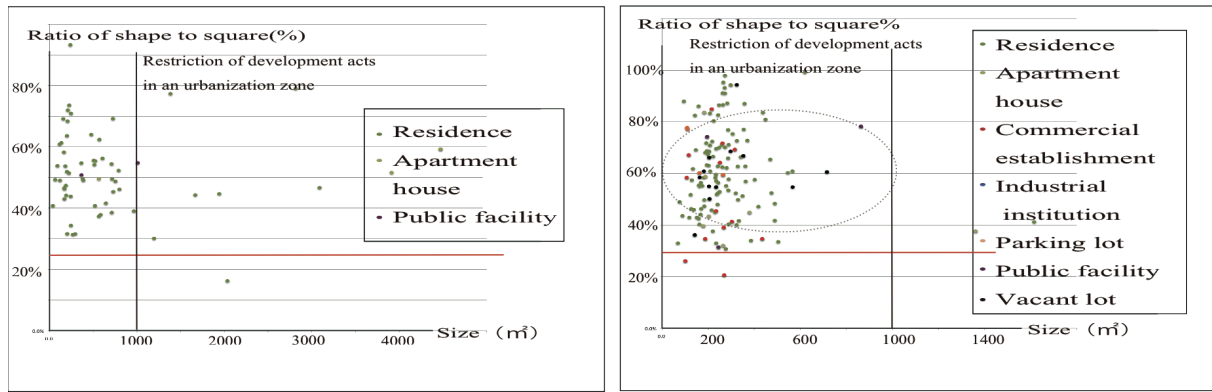 Ratio of shape to square(%)
Restriction of development acts
in an urbanization zone
80%
60%
40%
20%
0.0%
0.0
1000
2000
3000
4000
Size (㎡)
Residence
Apartment
house
Public facility
Ratio of shape to square%
Restriction of development acts
in an urbanization zone
100%
80%
60%
40%
20%
0.0%
0.0
200
600
1000
1400
Size (㎡)
Residence
Apartment
house
Commercial
establishment
Industrial
institution
Parking lot
Public facility
Vacant lot